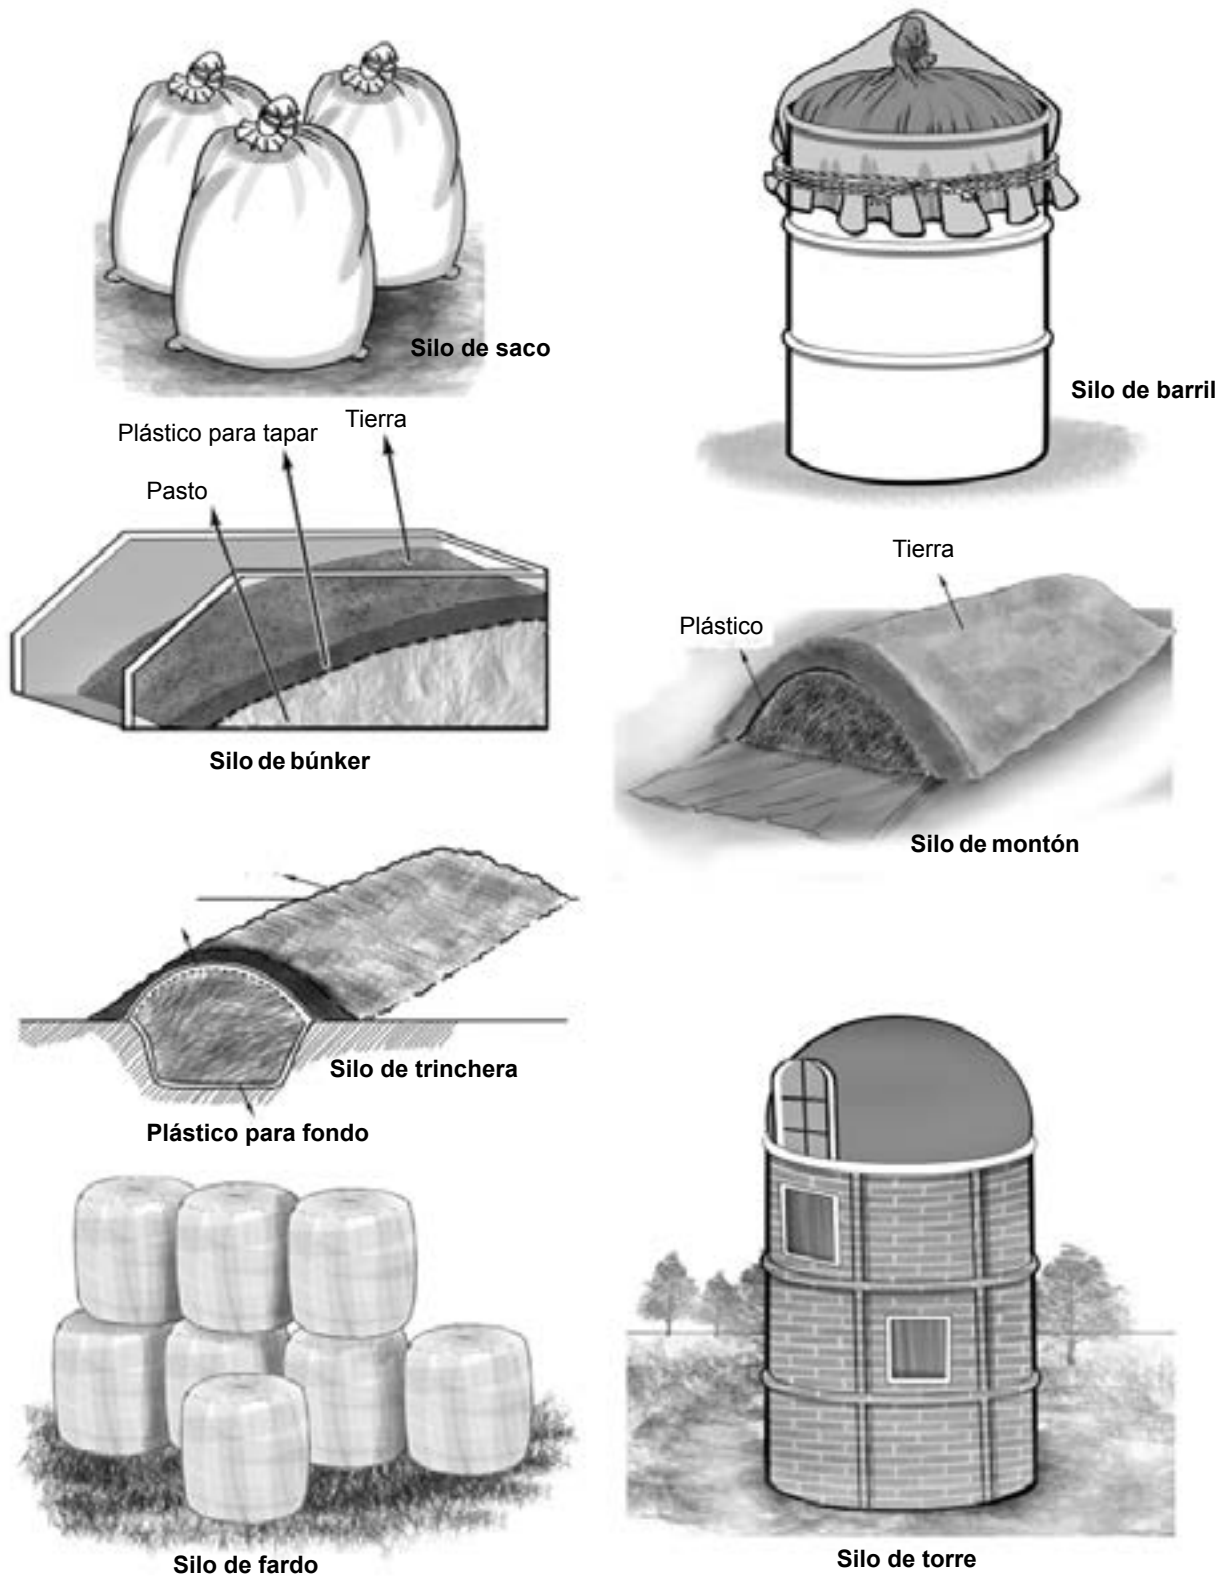 Silo de saco
Silo de barril
Plástico para tapar
Tierra
Pasto
Silo de búnker
Tierra
Plástico
Silo de montón
Silo de trinchera
Plástico para fondo
Silo de fardo
Silo de torre